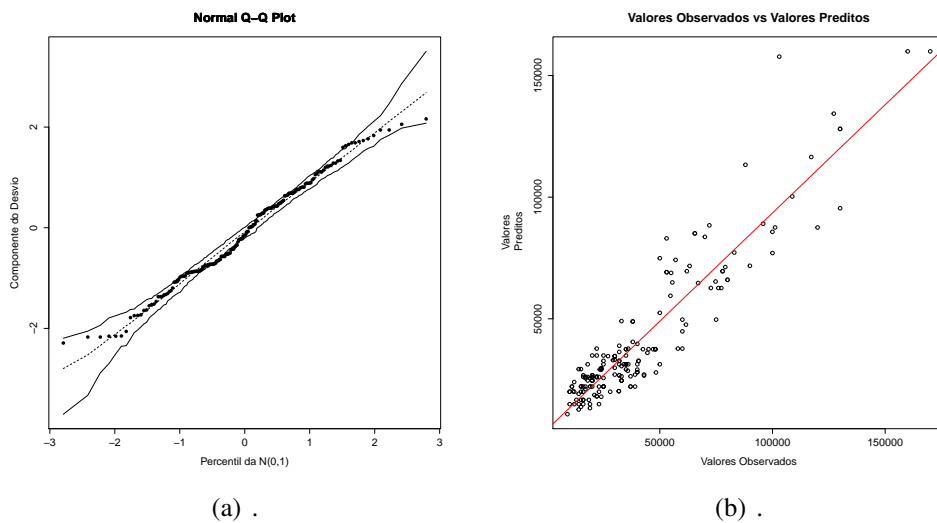 Normal Q−Q Plot
Componente do Desvio
2
0
−2
−3
−2
−1
0
1
2
3
Percentil da N(0,1)
(a) .
Valores Observados vs Valores Preditos
Valores
Preditos
150000
100000
50000
50000
100000
150000
Valores Observados
(b) .